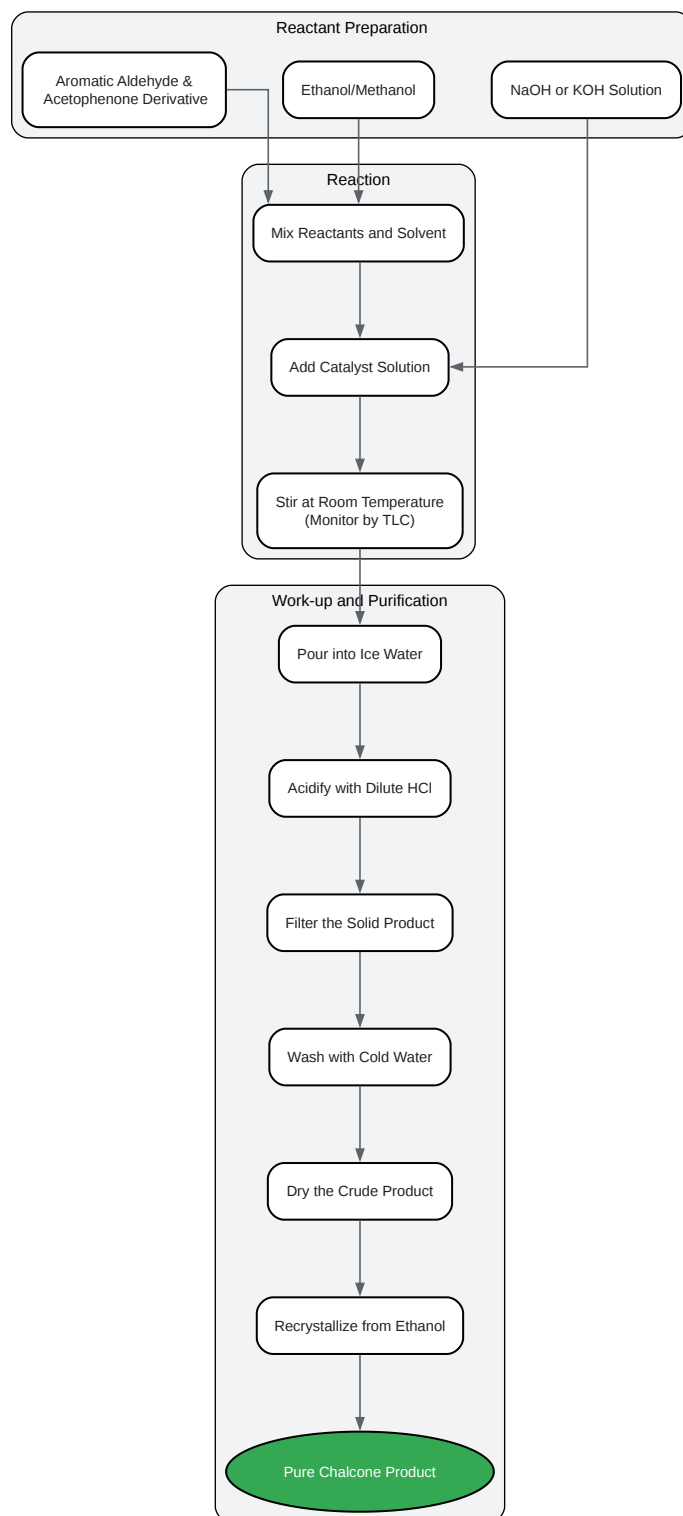 Reactant Preparation
Aromatic Aldehyde &
Acetophenone Derivative
Ethanol/Methanol
NaOH or KOH Solution
Reaction
Mix Reactants and Solvent
Add Catalyst Solution
Stir at Room Temperature
(Monitor by TLC)
Work-up and Purification
Pour into Ice Water
Acidify with Dilute HCl
Filter the Solid Product
Wash with Cold Water
Dry the Crude Product
Recrystallize from Ethanol
Pure Chalcone Product